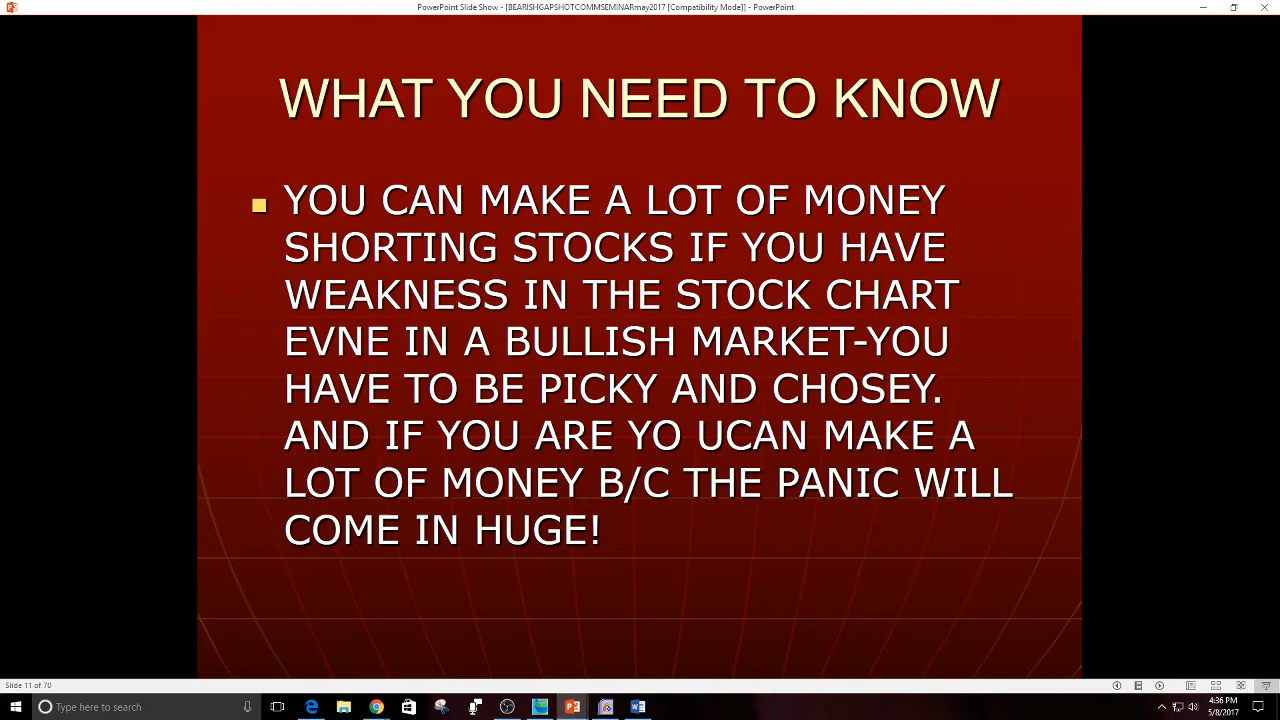 PowerPoint Slide Show - [BEARISHGAPSHOTCOMMSEMINARmay2017 [Compatibility Mode]] - PowerPoint
WHAT YOU NEED TO KNOW
YOU CAN MAKE A LOT OF MONEY
SHORTING STOCKS IF YOU HAVE
WEAKNESS IN THE STOCK CHART
EVNE IN A BULLISH MARKET-YOU
HAVE TO BE PICKY AND CHOSEY.
AND IF YOU ARE YO UCAN MAKE A
LOT OF MONEY B/C THE PANIC WILL
COME IN HUGE!
Slide 11 of 70
Type here to search
4:36 PM
5/8/2017